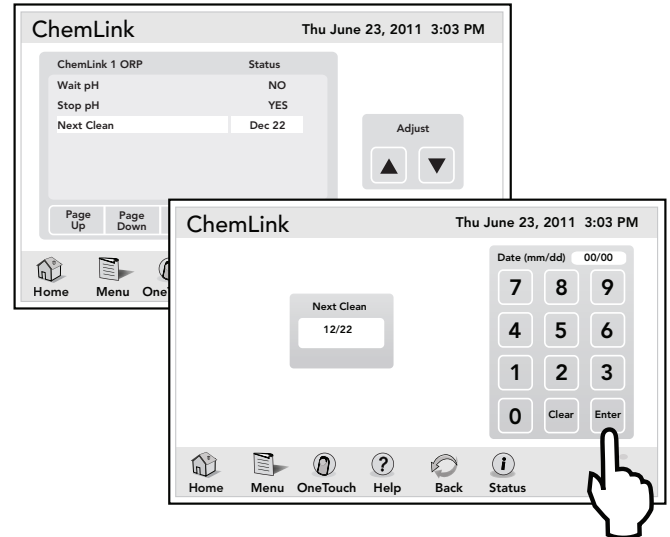 ChemLink Thu June 23, 2011 3:03 PM
ChemLink 1 ORP Status
Wait pH NO
Stop pH YES
Next Clean Dec 22
Adjust
Page Up Page Down
Home Menu
ChemLink Thu June 23, 2011 3:03 PM
Date (mm/dd) 00/00
Next Clean
12/22
7 8 9
4 5 6
1 2 3
0 Clear Enter
Home Menu OneTouch Help Back Status